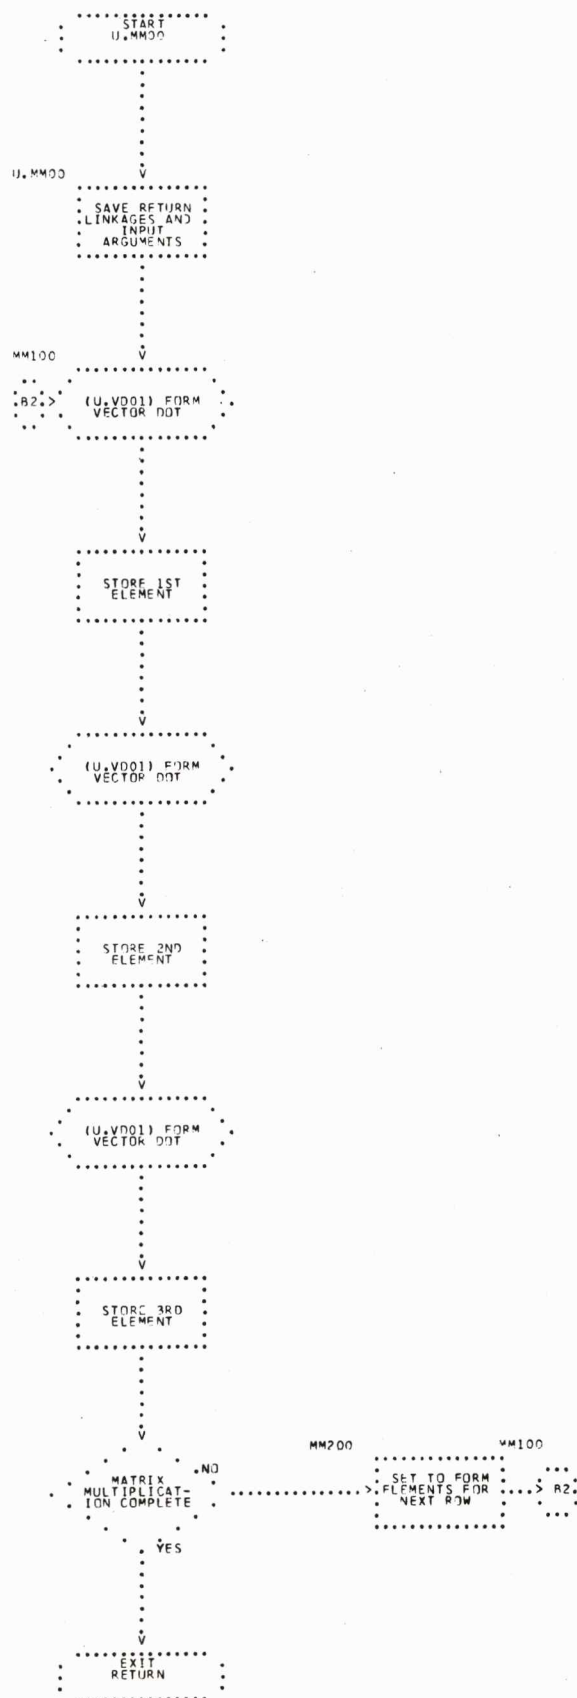 START
U.MM00
U.MM00
SAVE RETURN
LINKAGES AND
INPUT
ARGUMENTS
MM100
B2
(U.VD01) FORM
VECTOR DOT
STORE 1ST
ELEMENT
(U.VD01) FORM
VECTOR DOT
STORE 2ND
ELEMENT
(U.VD01) FORM
VECTOR DOT
STORE 3RD
ELEMENT
MATRIX
MULTIPLICAT-
ION COMPLETE
NO
MM200
SET TO FORM
ELEMENTS FOR
NEXT ROW
MM100
B2
YES
EXIT
RETURN